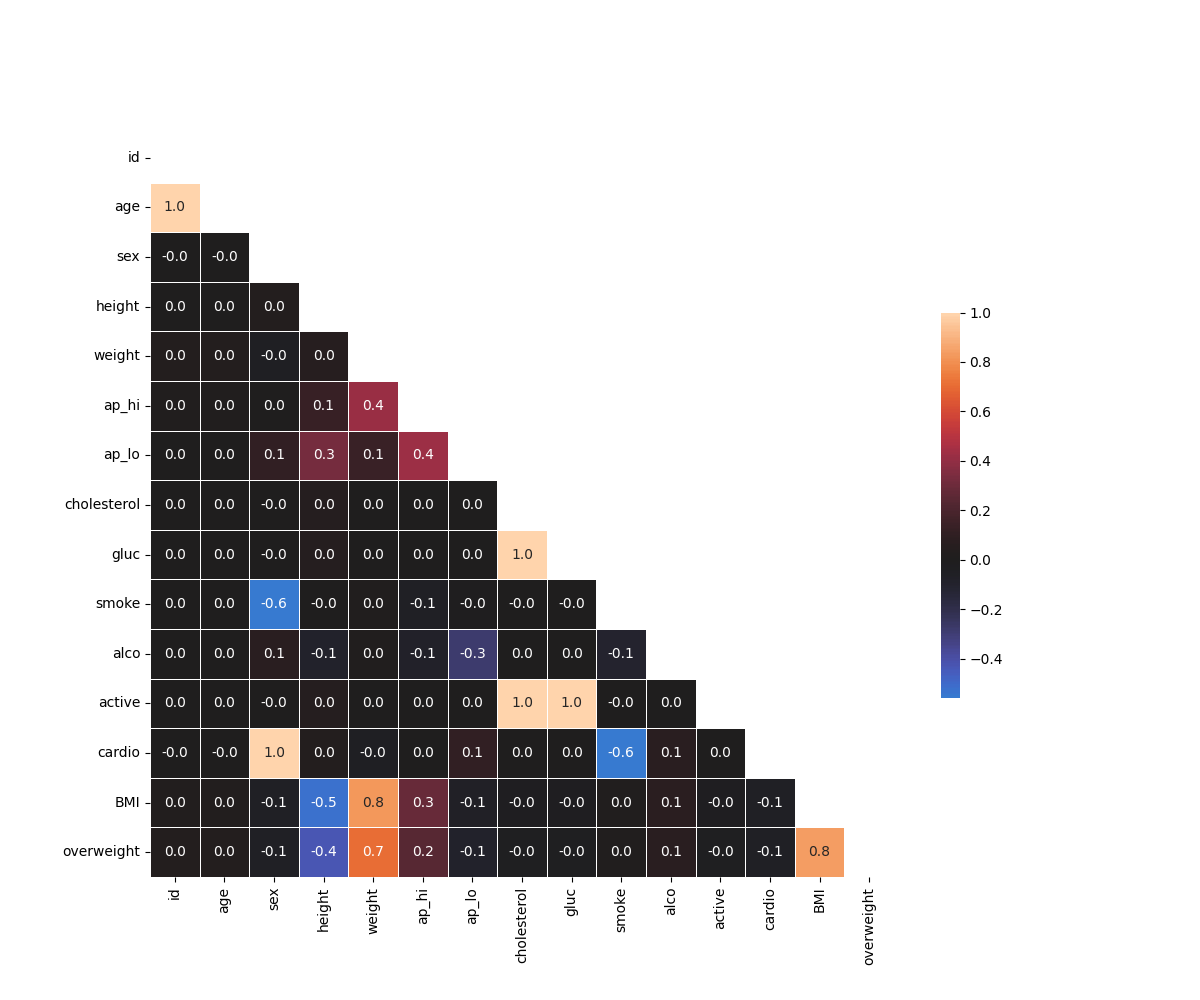 id
age 1.0
sex -0.0 -0.0
height 0.0 0.0 0.0
weight 0.0 0.0 -0.0 0.0
ap_hi 0.0 0.0 0.0 0.1 0.4
ap_lo 0.0 0.0 0.1 0.3 0.1 0.4
cholesterol 0.0 0.0 -0.0 0.0 0.0 0.0 0.0
gluc 0.0 0.0 -0.0 0.0 0.0 0.0 0.0 1.0
smoke 0.0 0.0 -0.6 -0.0 0.0 -0.1 -0.0 -0.0 -0.0
alco 0.0 0.0 0.1 -0.1 0.0 -0.1 -0.3 0.0 0.0 -0.1
active 0.0 0.0 -0.0 0.0 0.0 0.0 0.0 1.0 1.0 -0.0 0.0
cardio -0.0 -0.0 1.0 0.0 -0.0 0.0 0.1 0.0 0.0 -0.6 0.1 0.0
BMI 0.0 0.0 -0.1 -0.5 0.8 0.3 -0.1 -0.0 -0.0 0.0 0.1 -0.0 -0.1
overweight 0.0 0.0 -0.1 -0.4 0.7 0.2 -0.1 -0.0 -0.0 0.0 0.1 -0.0 -0.1 0.8
id age sex height weight ap_hi ap_lo cholesterol gluc smoke alco active cardio BMI overweight
1.0
0.8
0.6
0.4
0.2
0.0
−0.2
−0.4